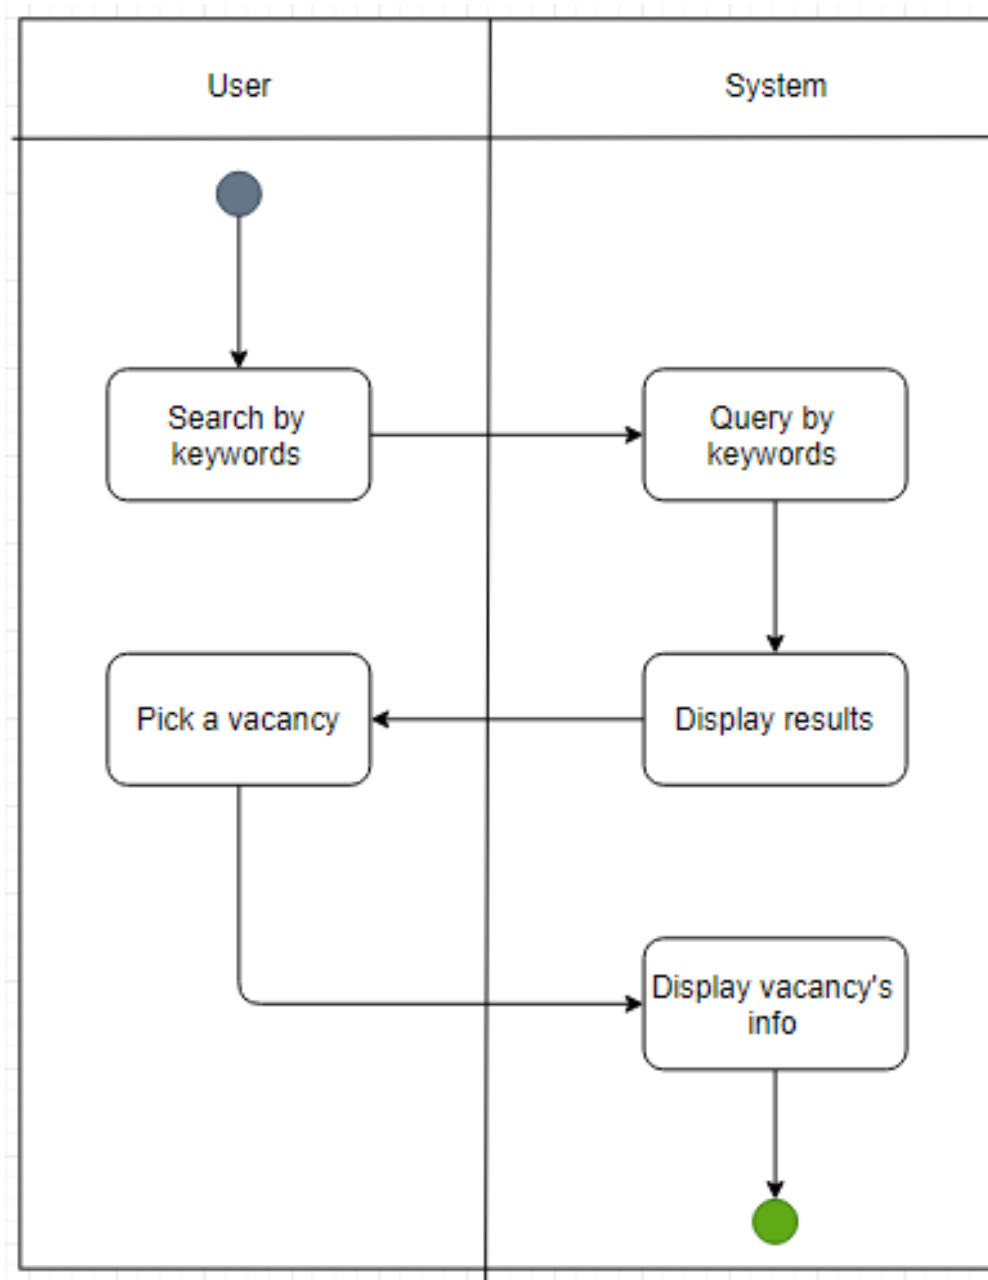 User
System
Search by
keywords
Query by
keywords
Pick a vacancy
Display results
Display vacancy's
info